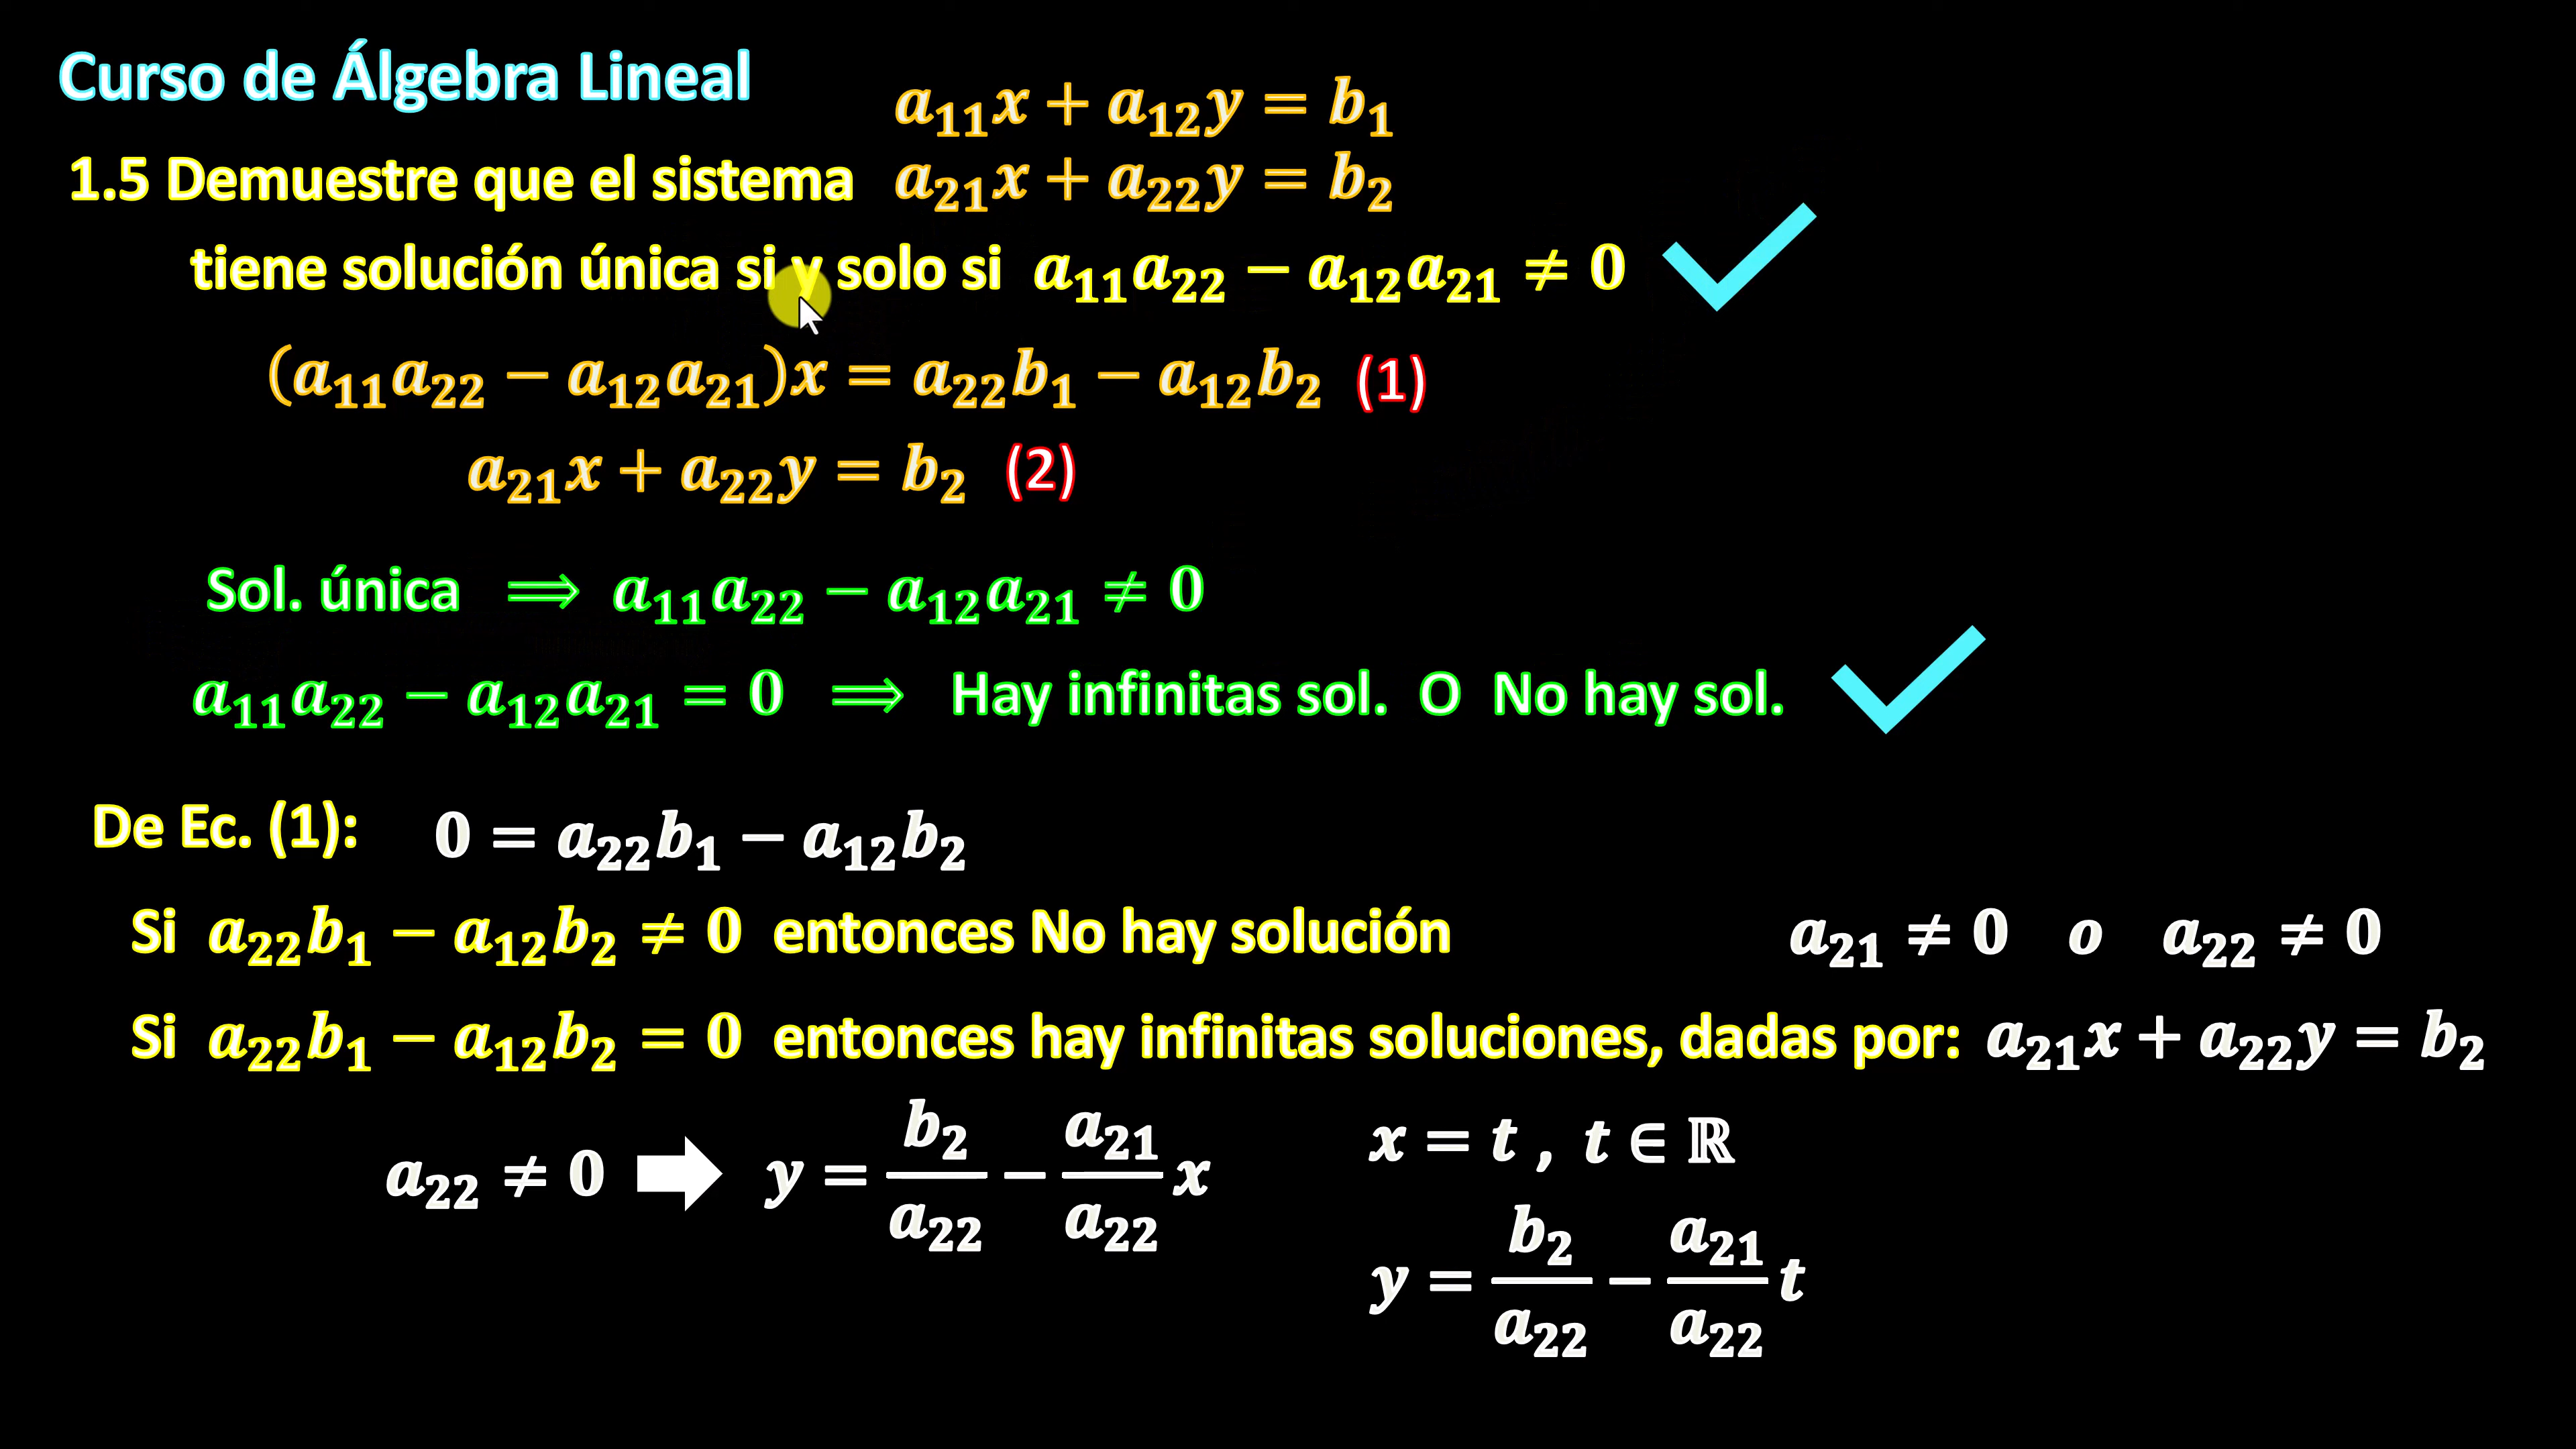 Curso de Álgebra Lineal
a₁₁x + a₁₂y = b₁
1.5 Demuestre que el sistema a₂₁x + a₂₂y = b₂
tiene solución única si y solo si a₁₁a₂₂ − a₁₂a₂₁ ≠ 0
(a₁₁a₂₂ − a₁₂a₂₁)x = a₂₂b₁ − a₁₂b₂ (1)
a₂₁x + a₂₂y = b₂ (2)
Sol. única ⟹ a₁₁a₂₂ − a₁₂a₂₁ ≠ 0
a₁₁a₂₂ − a₁₂a₂₁ = 0 ⟹ Hay infinitas sol. O No hay sol.
De Ec. (1): 0 = a₂₂b₁ − a₁₂b₂
Si a₂₂b₁ − a₁₂b₂ ≠ 0 entonces No hay solución a₂₁ ≠ 0 o a₂₂ ≠ 0
Si a₂₂b₁ − a₁₂b₂ = 0 entonces hay infinitas soluciones, dadas por: a₂₁x + a₂₂y = b₂
a₂₂ ≠ 0 y = b₂/a₂₂ − a₂₁/a₂₂ x
x = t , t ∈ ℝ
y = b₂/a₂₂ − a₂₁/a₂₂ t